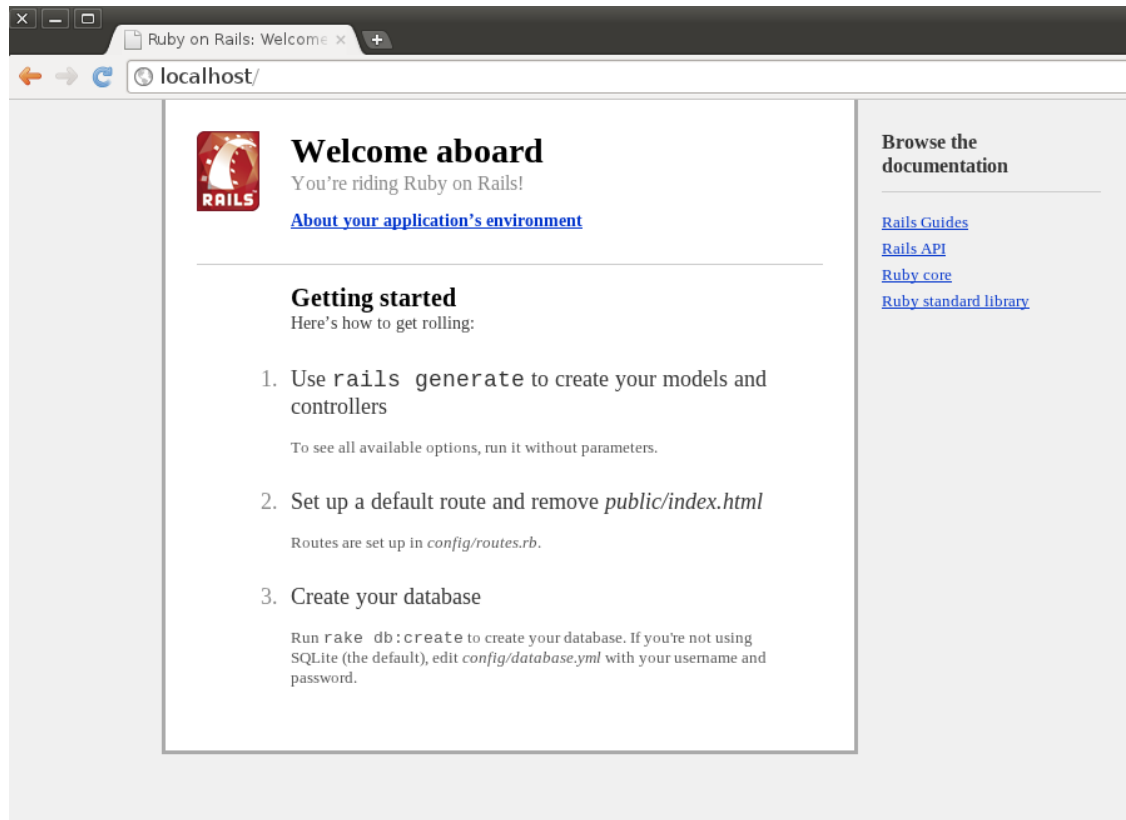 Ruby on Rails: Welcome
localhost/
RAILS
Welcome aboard
You’re riding Ruby on Rails!
About your application’s environment
Getting started
Here’s how to get rolling:
1. Use rails generate to create your models and
controllers
To see all available options, run it without parameters.
2. Set up a default route and remove public/index.html
Routes are set up in config/routes.rb.
3. Create your database
Run rake db:create to create your database. If you're not using
SQLite (the default), edit config/database.yml with your username and
password.
Browse the
documentation
Rails Guides
Rails API
Ruby core
Ruby standard library